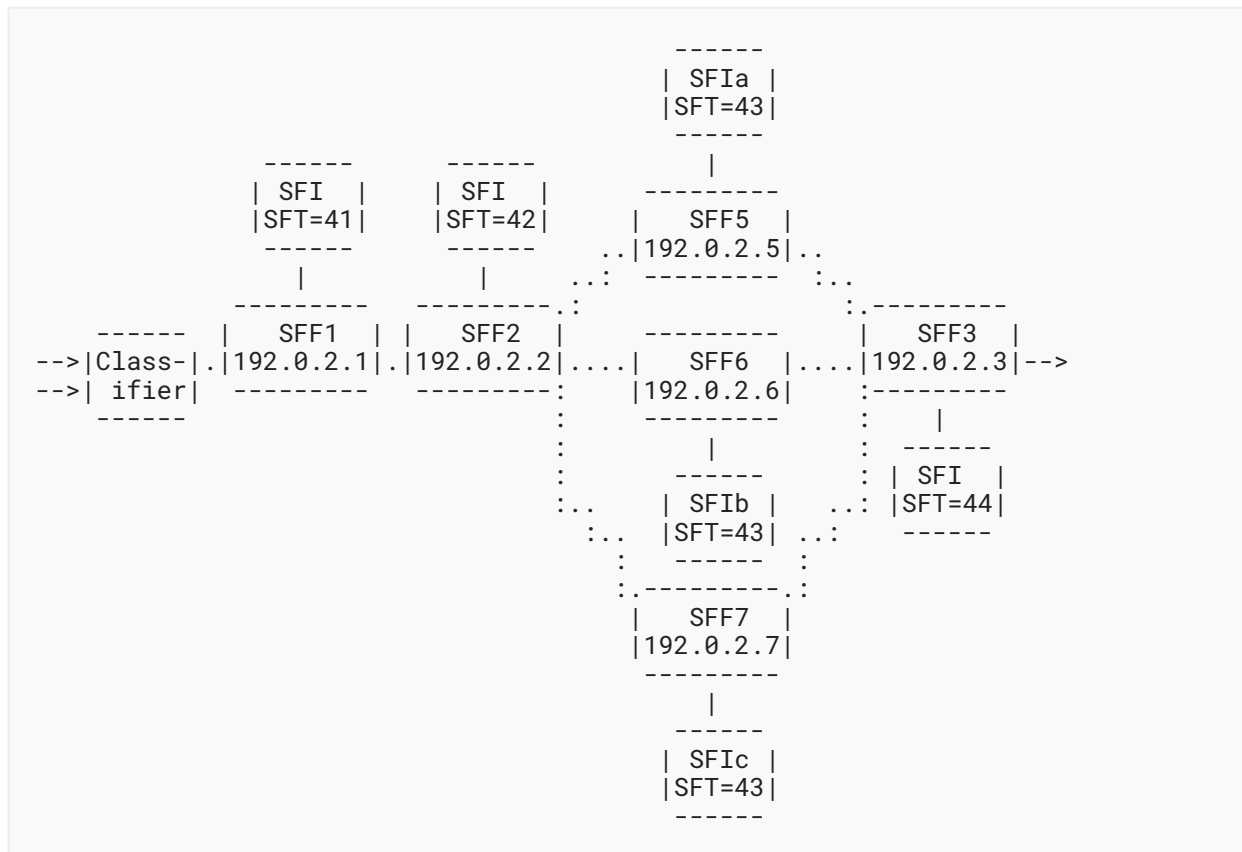 ------
| SFIa |
|SFT=43|
------
------ ------ |
| SFI | | SFI | ---------
|SFT=41| |SFT=42| | SFF5 |
------ ------ ..|192.0.2.5|..
| | ..: --------- :..
--------- ---------.: :.---------
------ | SFF1 | | SFF2 | --------- | SFF3 |
-->|Class-|.|192.0.2.1|.|192.0.2.2|....| SFF6 |....|192.0.2.3|-->
-->| ifier| --------- ---------: |192.0.2.6| :---------
------ : --------- : |
: | : ------
: ------ : | SFI |
:.. | SFIb | ..: |SFT=44|
:.. |SFT=43| ..: ------
: ------ :
:.---------.:
| SFF7 |
|192.0.2.7|
---------
|
------
| SFIc |
|SFT=43|
------